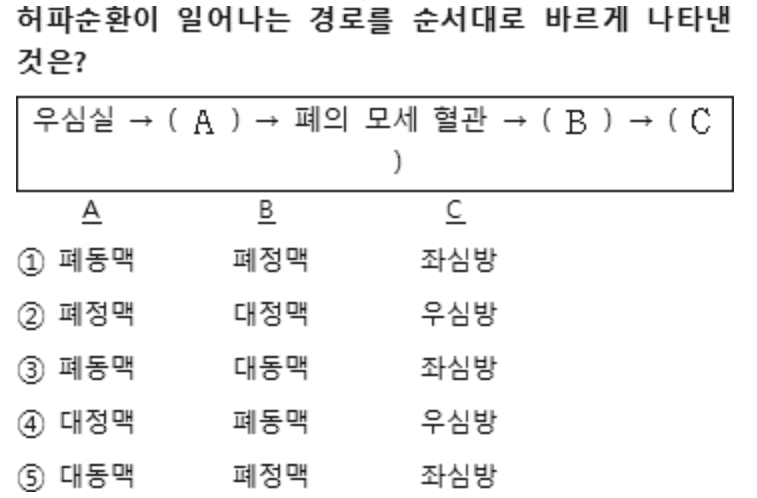 허파순환이 일어나는 경로를 순서대로 바르게 나타낸
것은?
우심실 → ( A ) → 폐의 모세 혈관 → ( B ) → ( C
)
A B C
① 폐동맥 폐정맥 좌심방
② 폐정맥 대정맥 우심방
③ 폐동맥 대동맥 좌심방
④ 대정맥 폐동맥 우심방
⑤ 대동맥 폐정맥 좌심방